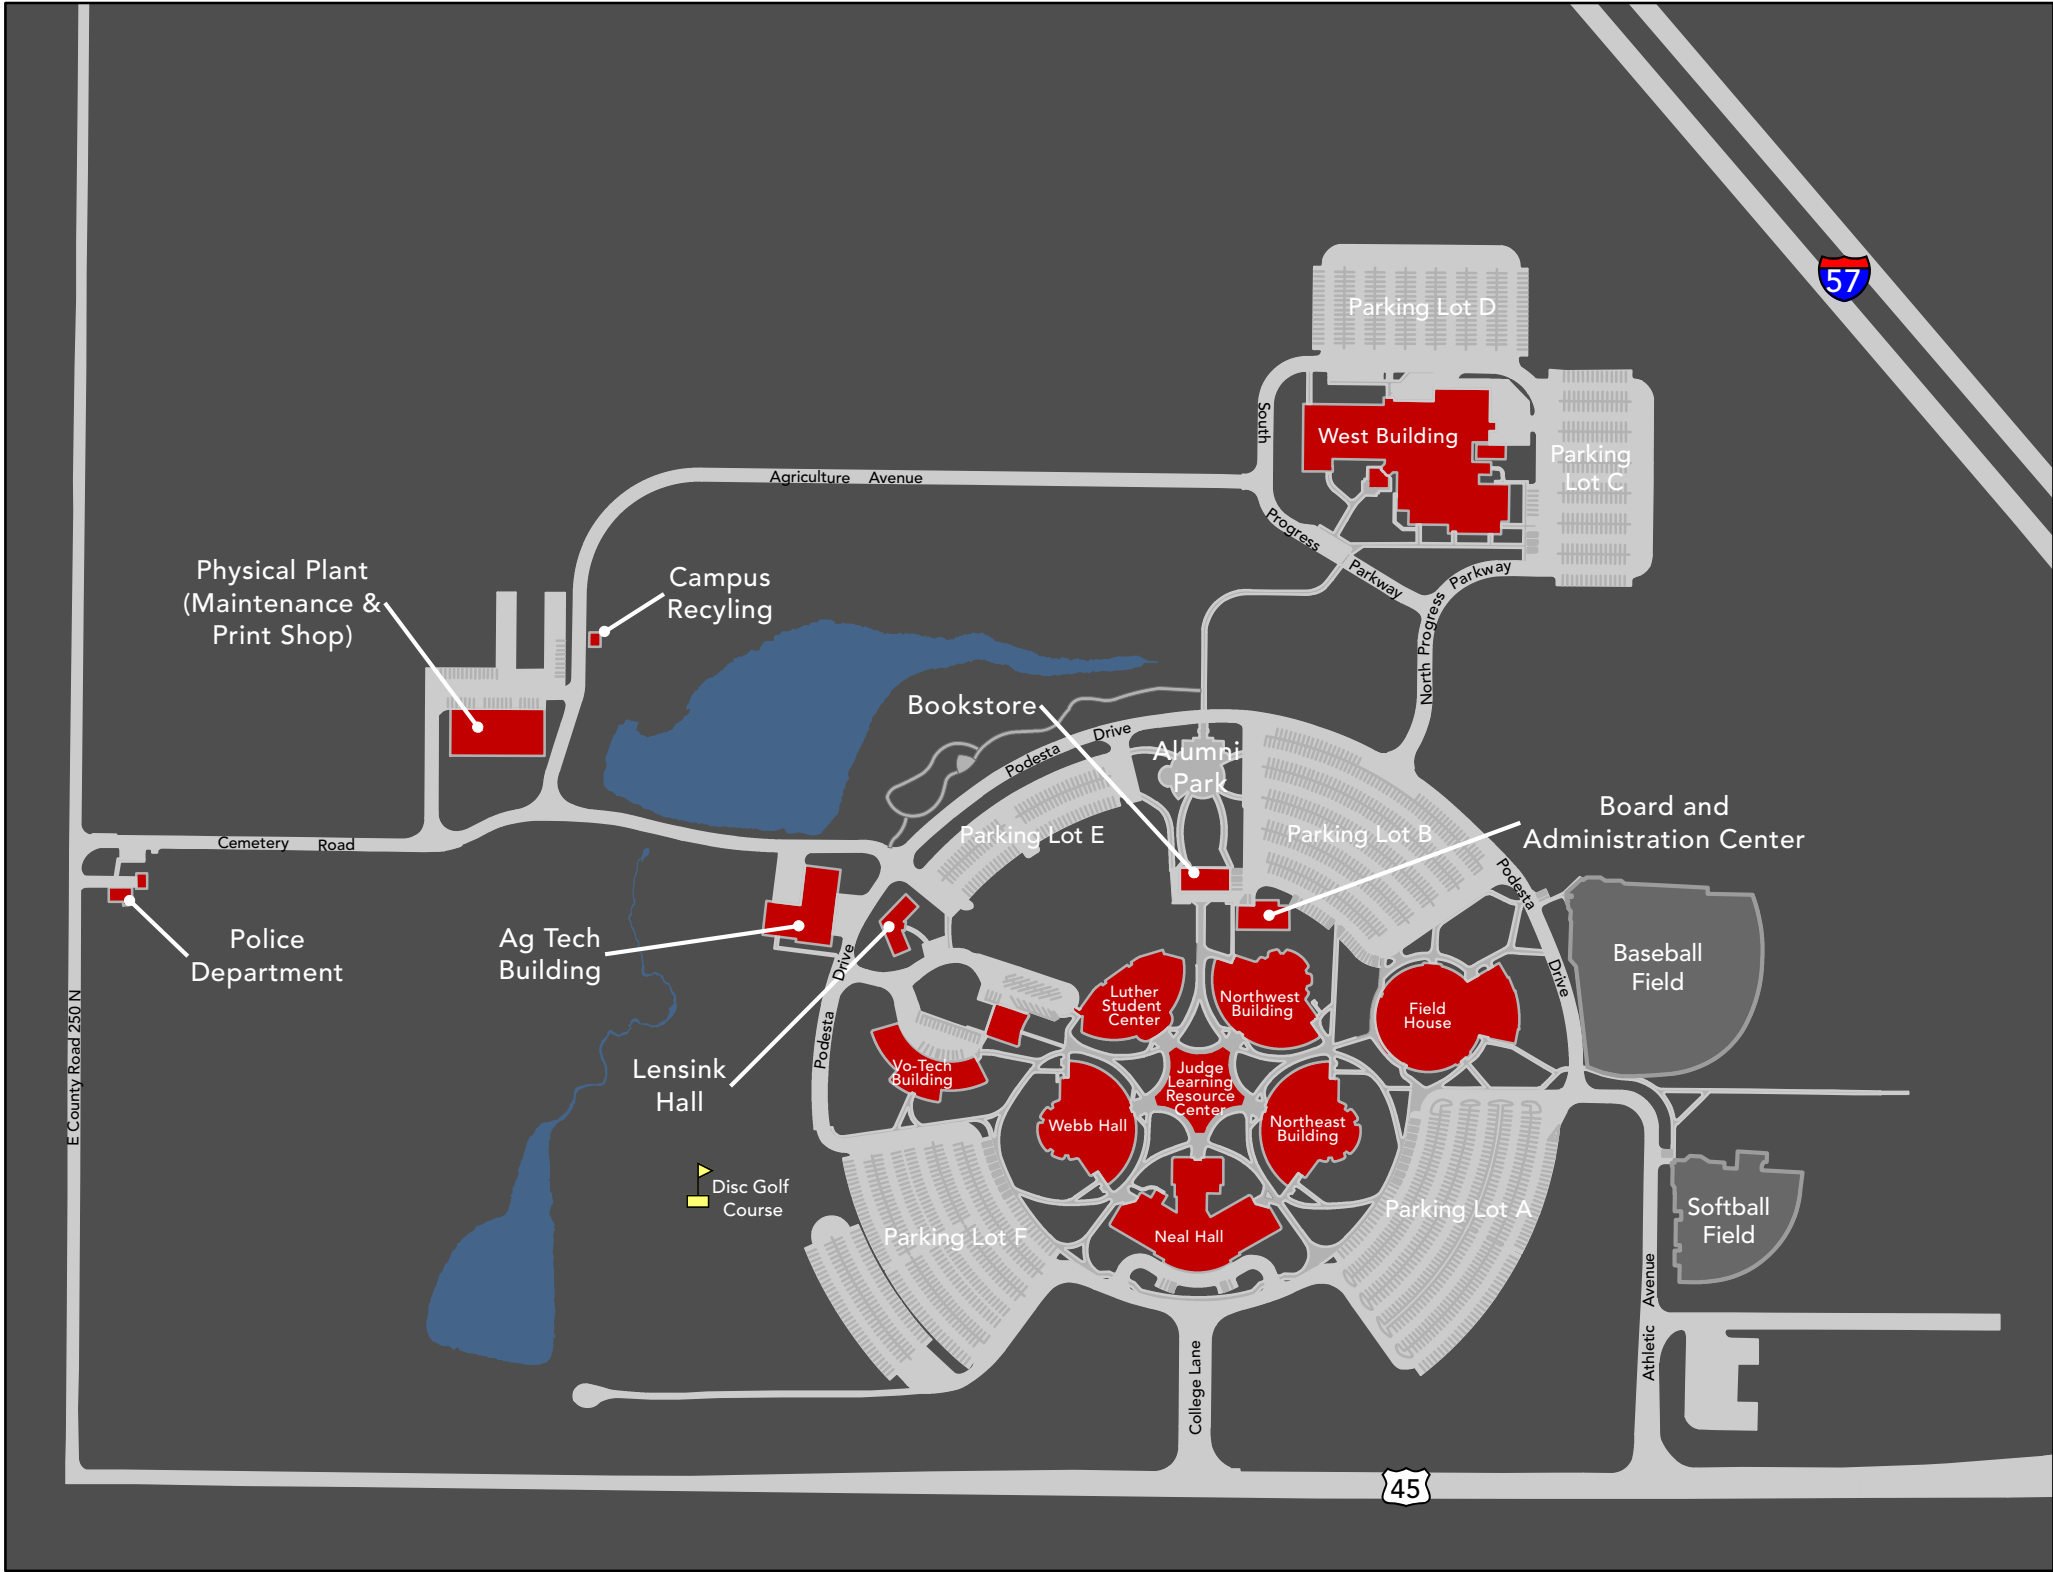 57
Parking Lot D
South
West Building
Parking
Lot C
Agriculture Avenue
Progress
Parkway
Parkway
North Progress
Physical Plant
(Maintenance &
Print Shop)
Campus
Recyling
Bookstore
Podesta Drive
Alumni
Park
Board and
Administration Center
Parking Lot E
Parking Lot B
Cemetery Road
Podesta
Drive
Police
Department
Ag Tech
Building
Drive
Podesta
Baseball
Field
Luther
Student
Center
Northwest
Building
Field
House
E County Road 250 N
Lensink
Hall
Vo-Tech
Building
Judge
Learning
Resource
Center
Webb Hall
Northeast
Building
Disc Golf
Course
Parking Lot F
Neal Hall
Parking Lot A
Softball
Field
College Lane
Athletic Avenue
45